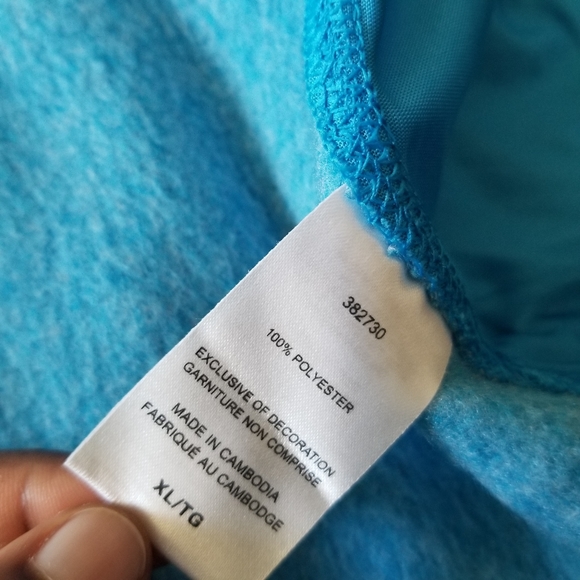 382730
100% POLYESTER
EXCLUSIVE OF DECORATION
GARNITURE NON COMPRISE
MADE IN CAMBODIA
FABRIQUÉ AU CAMBODGE
XL/TG